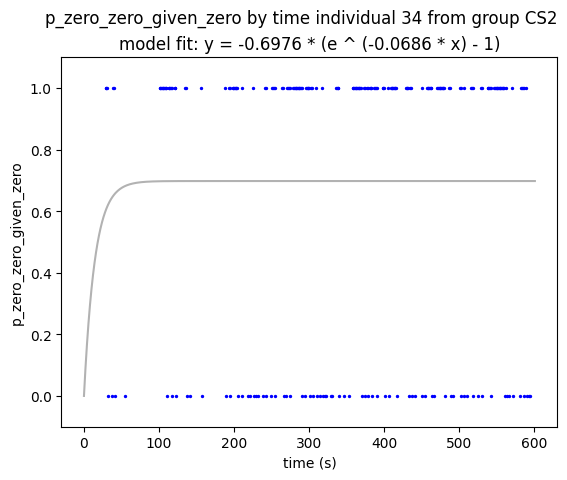 p_zero_zero_given_zero by time individual 34 from group CS2
model fit: y = -0.6976 * (e ^ (-0.0686 * x) - 1)
1.0
0.8
0.6
0.4
0.2
0.0
p_zero_zero_given_zero
0 100 200 300 400 500 600
time (s)